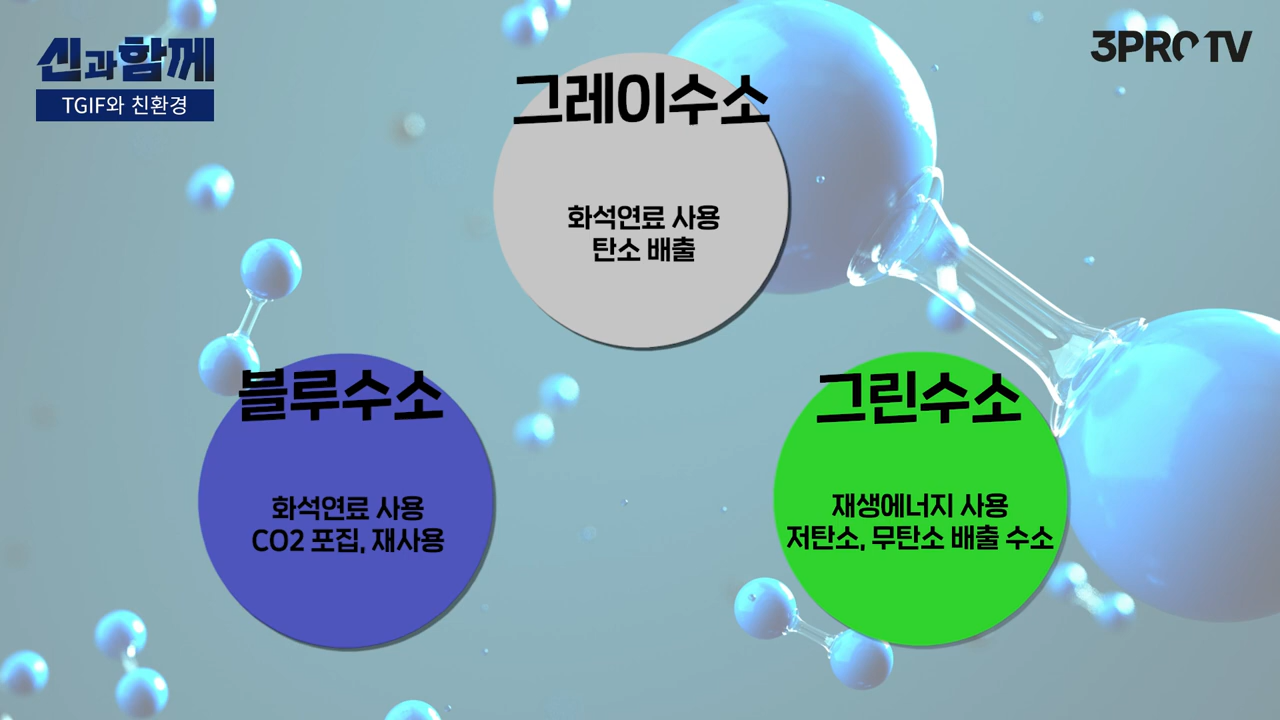 신과함께
TGIF와 친환경
3PRO TV
그레이수소
화석연료 사용
탄소 배출
블루수소
화석연료 사용
CO2 포집, 재사용
그린수소
재생에너지 사용
저탄소, 무탄소 배출 수소